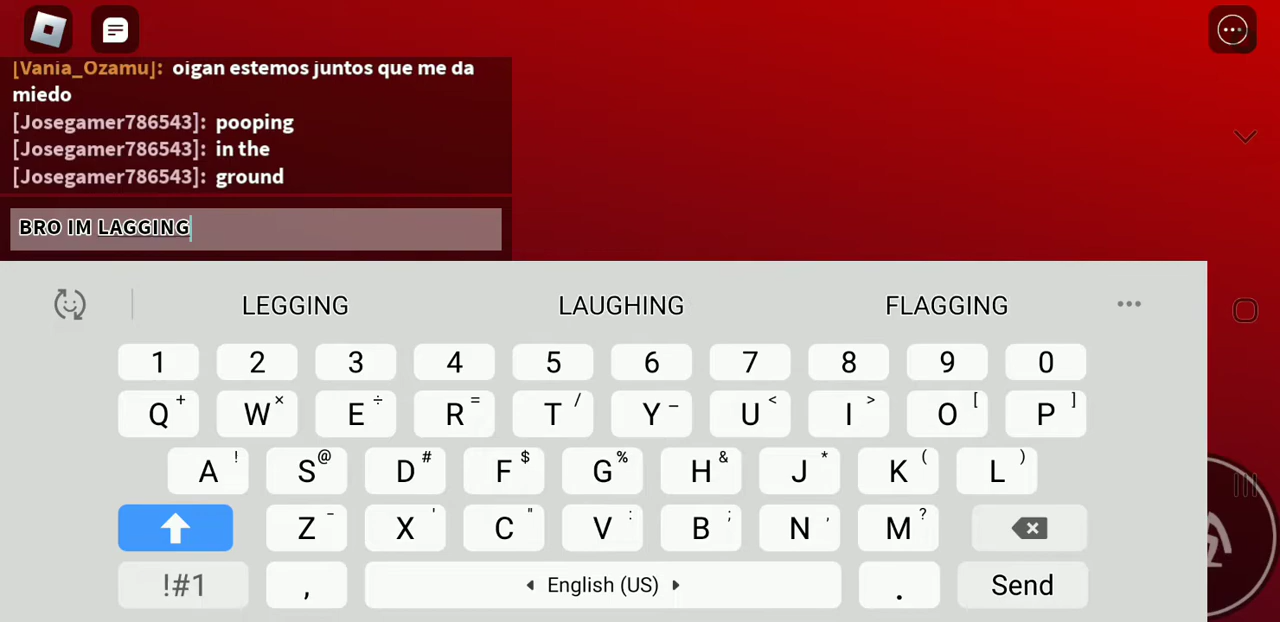 [Vania_Ozamu]: oigan estemos juntos que me da
miedo
[Josegamer786543]: pooping
[Josegamer786543]: in the
[Josegamer786543]: ground
BRO IM LAGGING
LEGGING LAUGHING FLAGGING
1 2 3 4 5 6 7 8 9 0
Q + W × E ÷ R = T / Y _ U < I > O [ P ]
A ! S @ D # F $ G % H & J * K ( L )
Z - X ' C " V : B ; N , M ?
!#1 , English (US) . Send